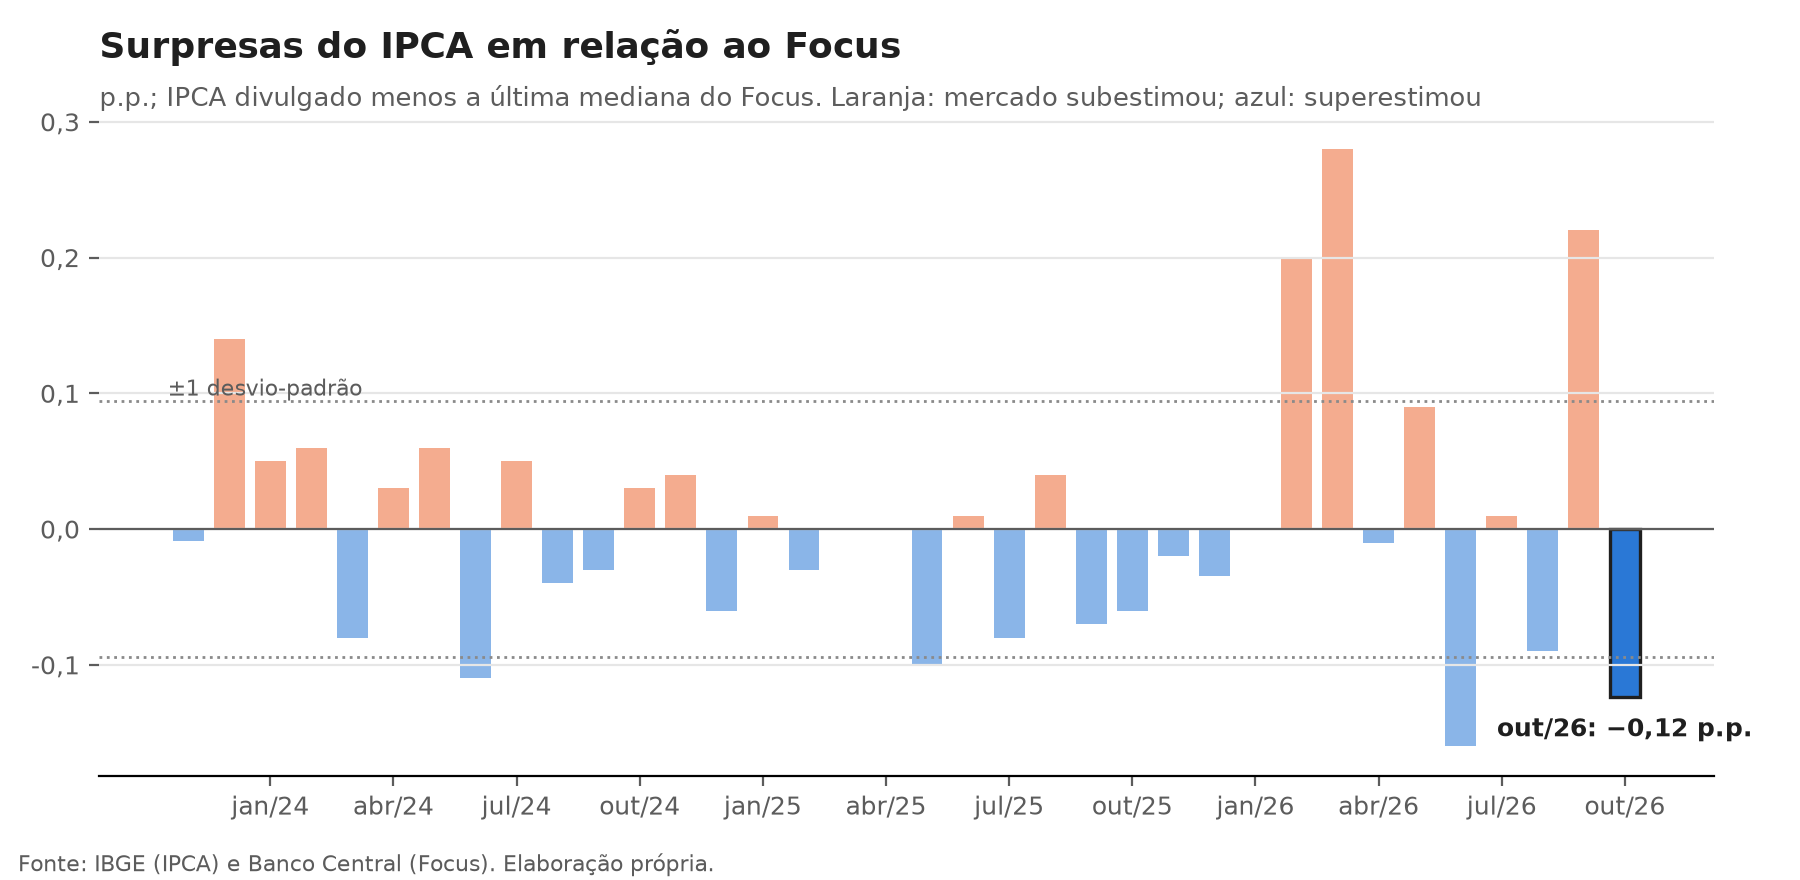 Surpresas do IPCA em relação ao Focus
p.p.; IPCA divulgado menos a última mediana do Focus. Laranja: mercado subestimou; azul: superestimou
0,3
0,2
0,1
0,0
-0,1
±1 desvio-padrão
out/26: −0,12 p.p.
jan/24 abr/24 jul/24 out/24 jan/25 abr/25 jul/25 out/25 jan/26 abr/26 jul/26 out/26
Fonte: IBGE (IPCA) e Banco Central (Focus). Elaboração própria.